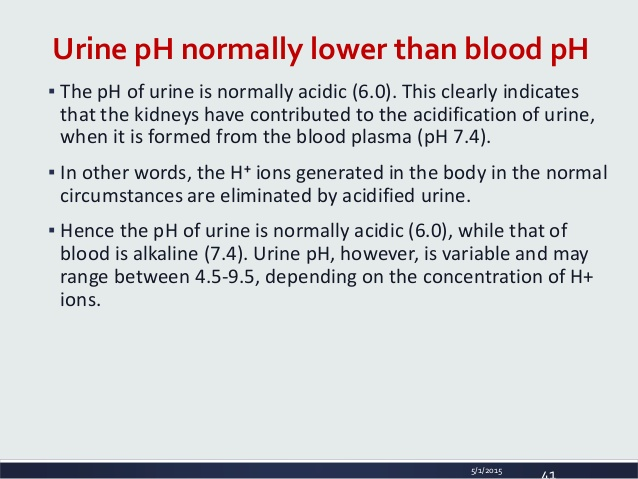 Urine pH normally lower than blood pH
▪ The pH of urine is normally acidic (6.0). This clearly indicates
that the kidneys have contributed to the acidification of urine,
when it is formed from the blood plasma (pH 7.4).
▪ In other words, the H⁺ ions generated in the body in the normal
circumstances are eliminated by acidified urine.
▪ Hence the pH of urine is normally acidic (6.0), while that of
blood is alkaline (7.4). Urine pH, however, is variable and may
range between 4.5-9.5, depending on the concentration of H+
ions.
5/1/2015
41